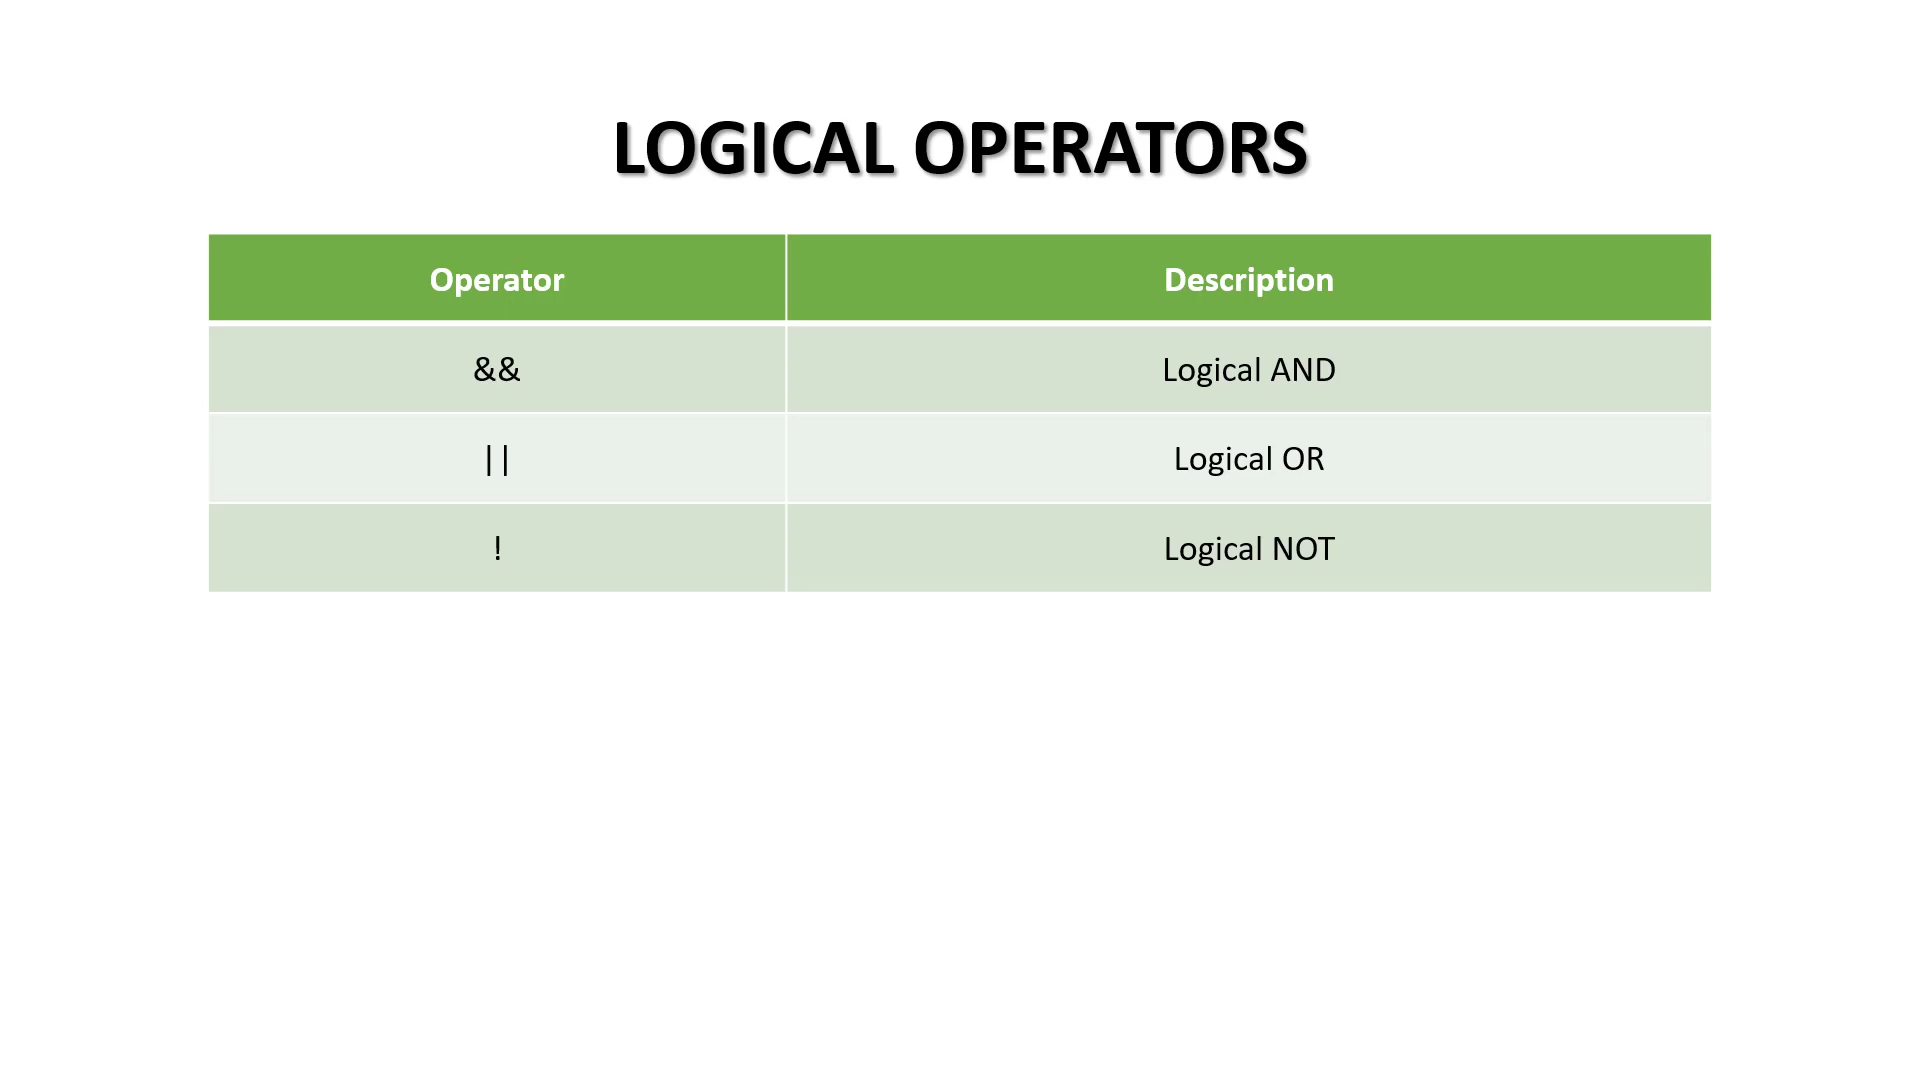 LOGICAL OPERATORS
Operator Description
&& Logical AND
|| Logical OR
! Logical NOT